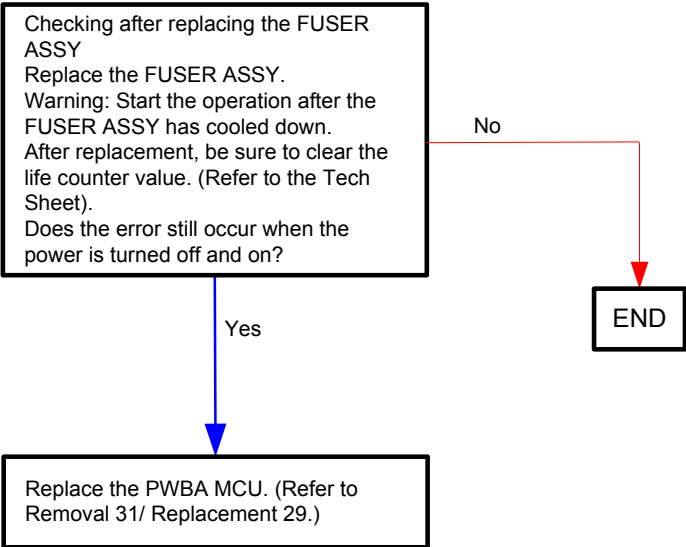 Checking after replacing the FUSER
ASSY
Replace the FUSER ASSY.
Warning: Start the operation after the
FUSER ASSY has cooled down.
After replacement, be sure to clear the
life counter value. (Refer to the Tech
Sheet).
Does the error still occur when the
power is turned off and on?
No
END
Yes
Replace the PWBA MCU. (Refer to
Removal 31/ Replacement 29.)